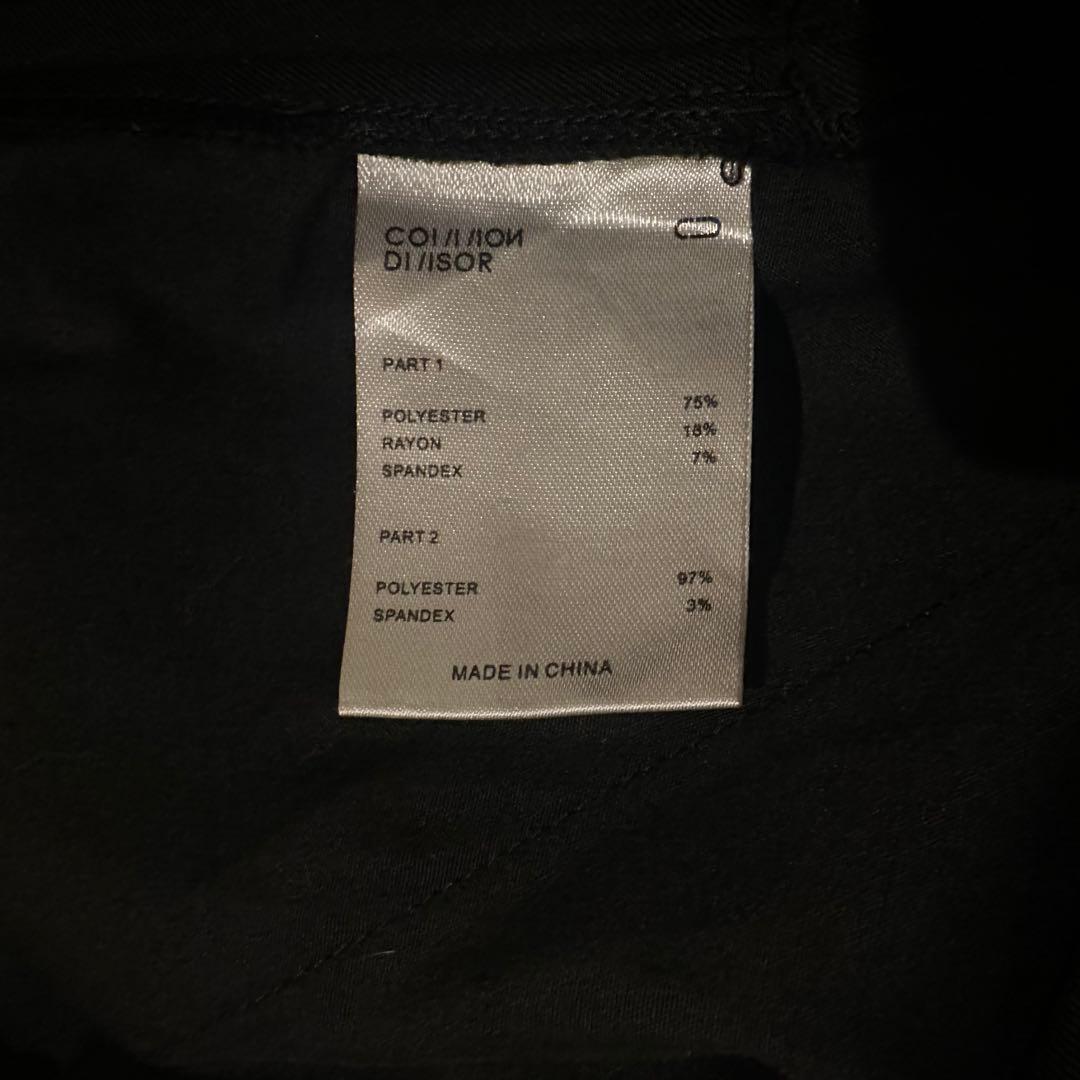 COI /I /IOИ
DI //ISOR
PART 1
POLYESTER 75%
RAYON 18%
SPANDEX 7%
PART 2
POLYESTER 97%
SPANDEX 3%
MADE IN CHINA